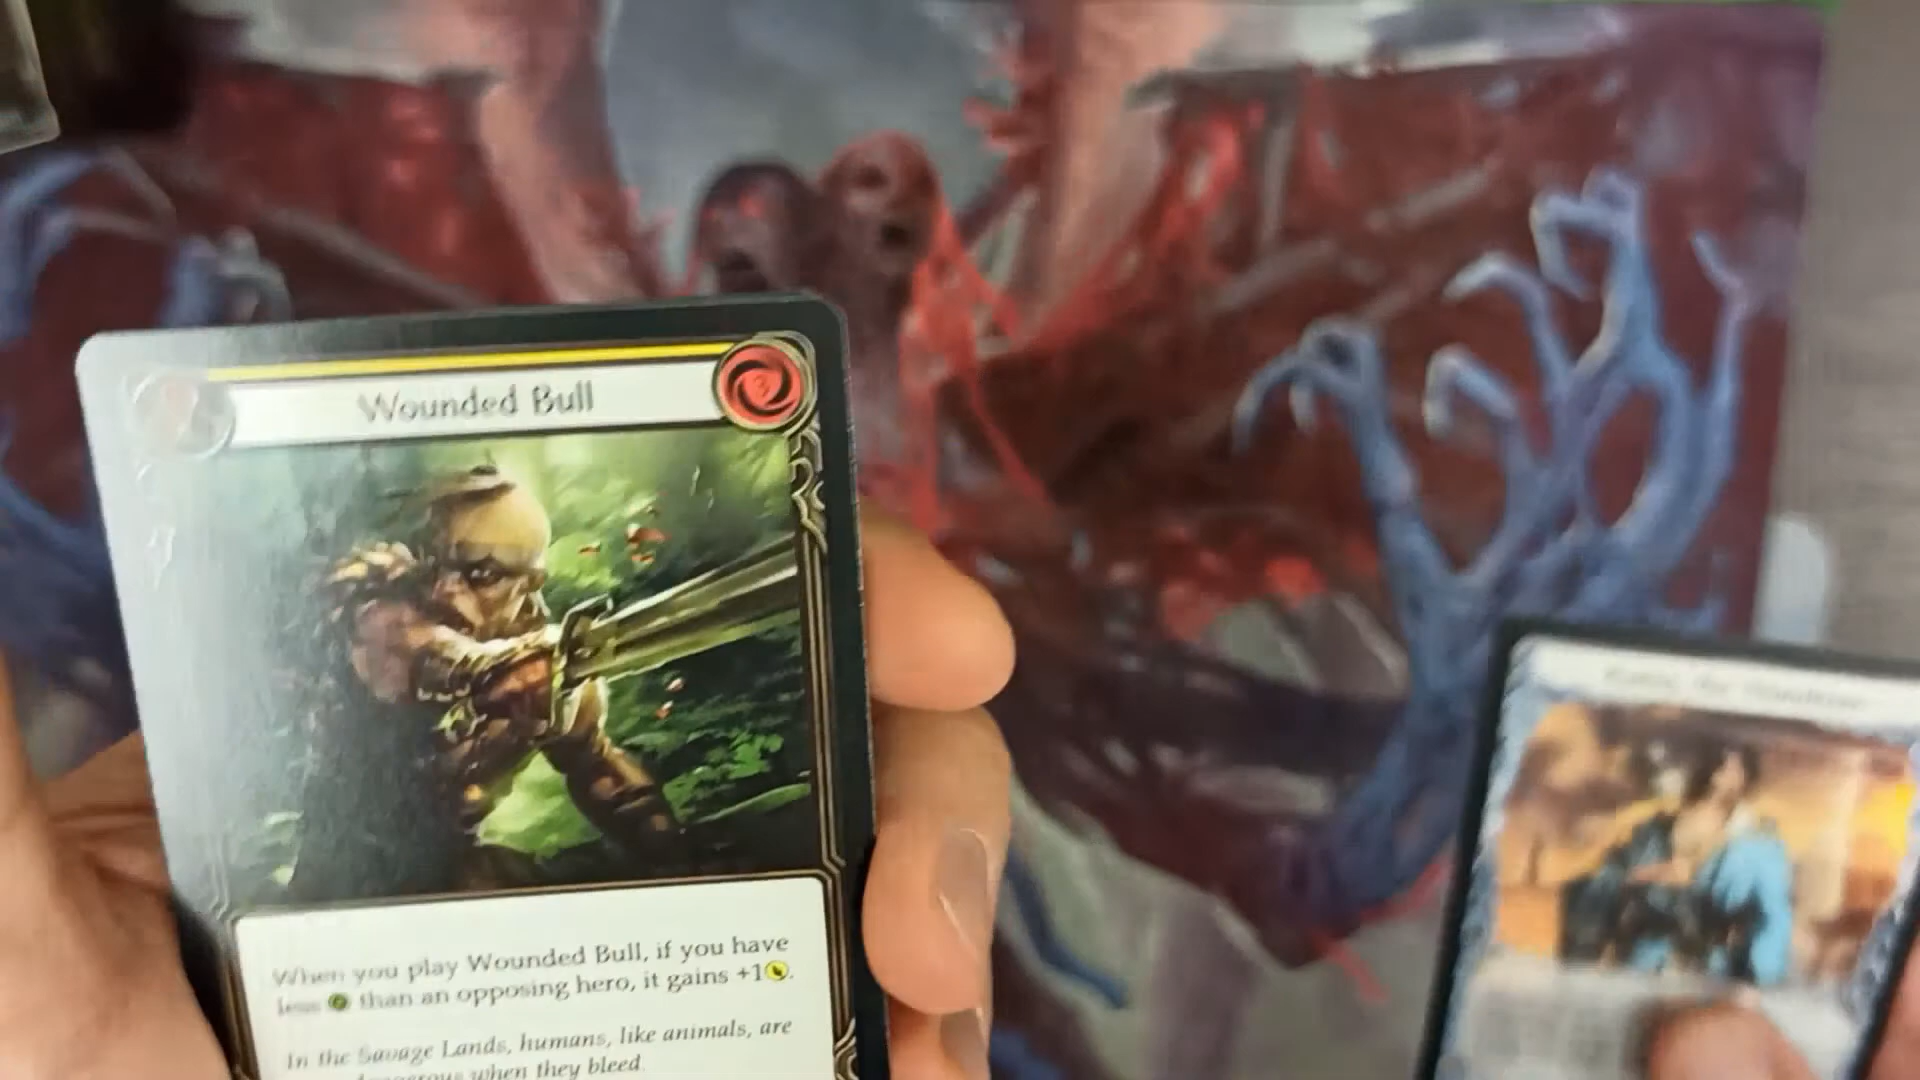 Wounded Bull
3
When you play Wounded Bull, if you have
less than an opposing hero, it gains +1.
In the Savage Lands, humans, like animals, are
when they bleed.